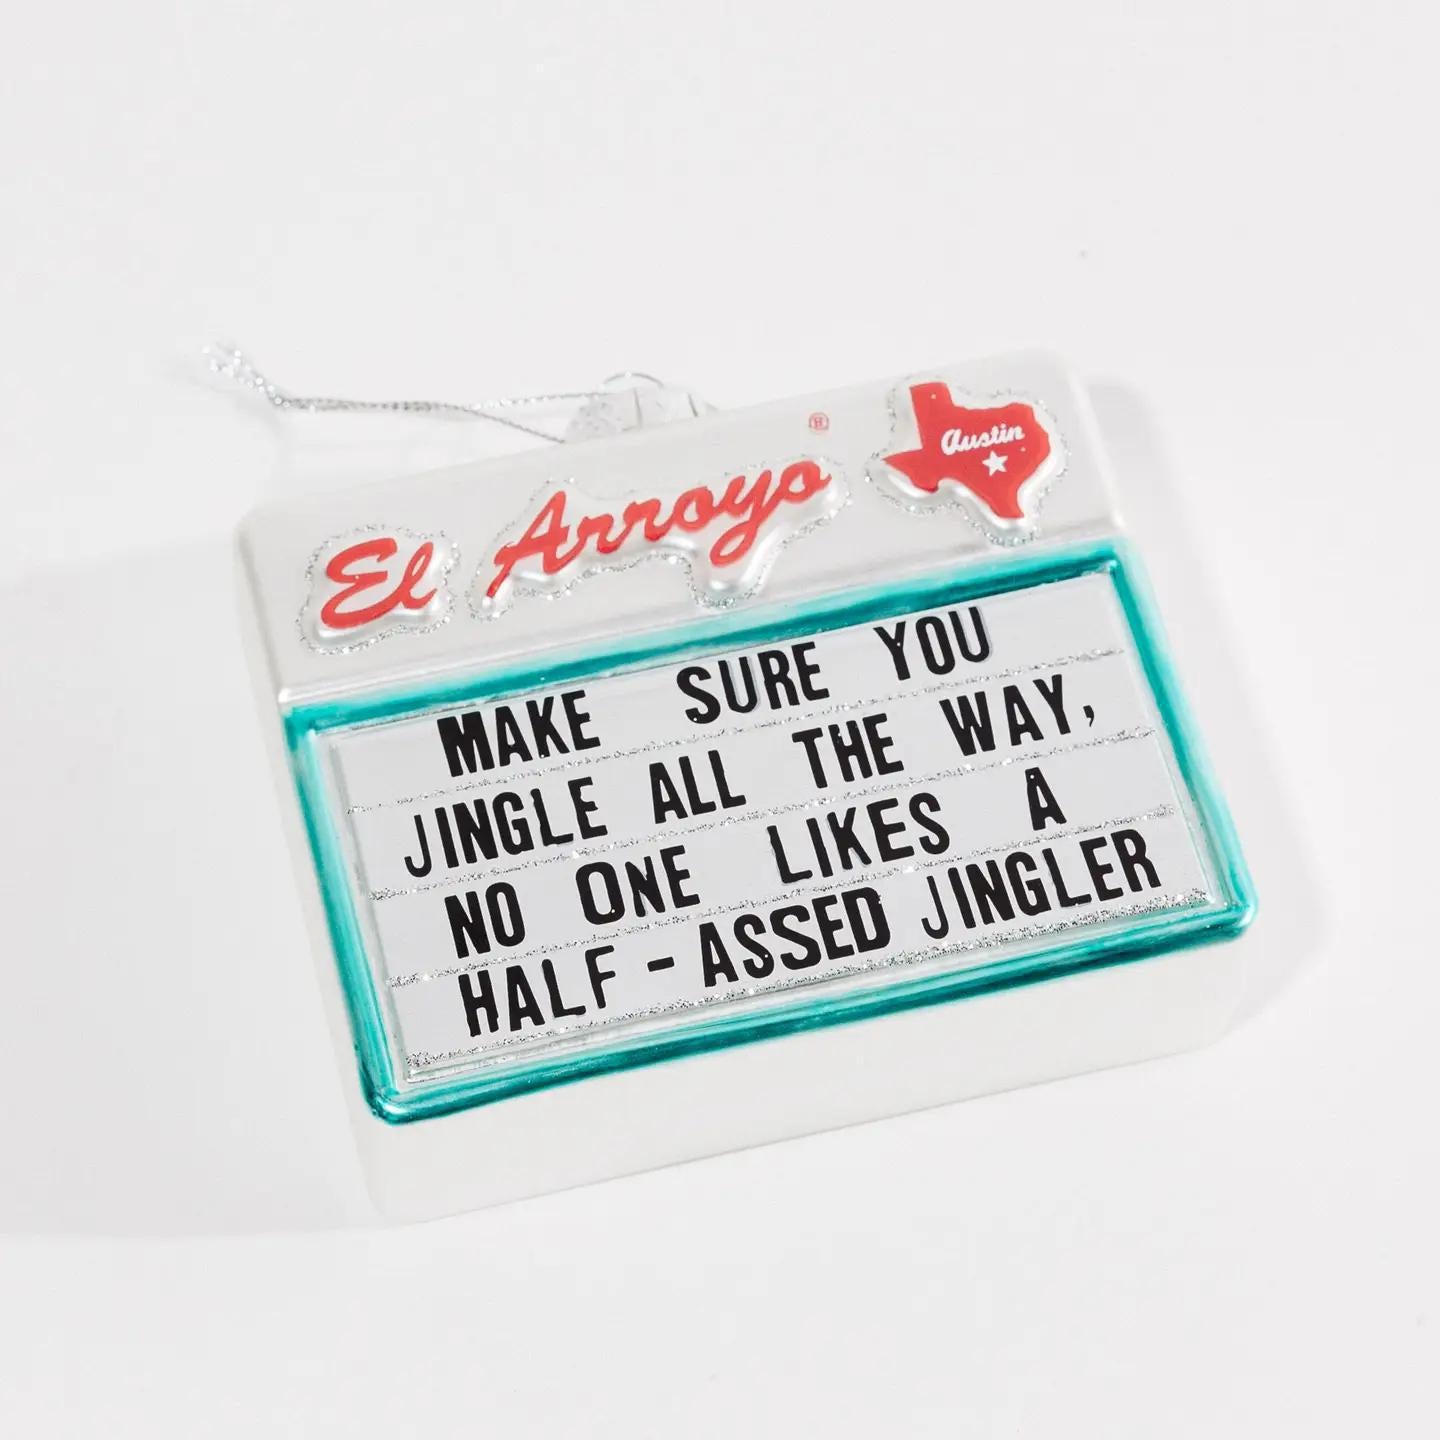 El Arroyo ®
Austin
MAKE SURE YOU
JINGLE ALL THE WAY,
NO ONE LIKES A
HALF-ASSED JINGLER